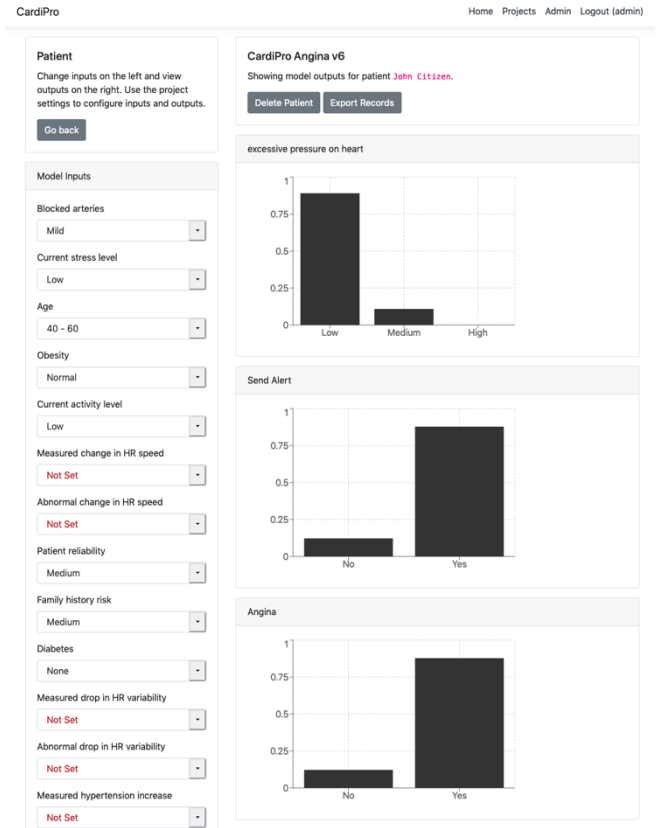 CardiPro
Home Projects Admin Logout (admin)
Patient
Change inputs on the left and view
outputs on the right. Use the project
settings to configure inputs and outputs.
Go back
Model Inputs
Blocked arteries
Mild
Current stress level
Low
Age
40 - 60
Obesity
Normal
Current activity level
Low
Measured change in HR speed
Not Set
Abnormal change in HR speed
Not Set
Patient reliability
Medium
Family history risk
Medium
Diabetes
None
Measured drop in HR variability
Not Set
Abnormal drop in HR variability
Not Set
Measured hypertension increase
Not Set
CardiPro Angina v6
Showing model outputs for patient John Citizen.
Delete Patient Export Records
excessive pressure on heart
1
0.75
0.5
0.25
0
Low Medium High
Send Alert
1
0.75
0.5
0.25
0
No Yes
Angina
1
0.75
0.5
0.25
0
No Yes